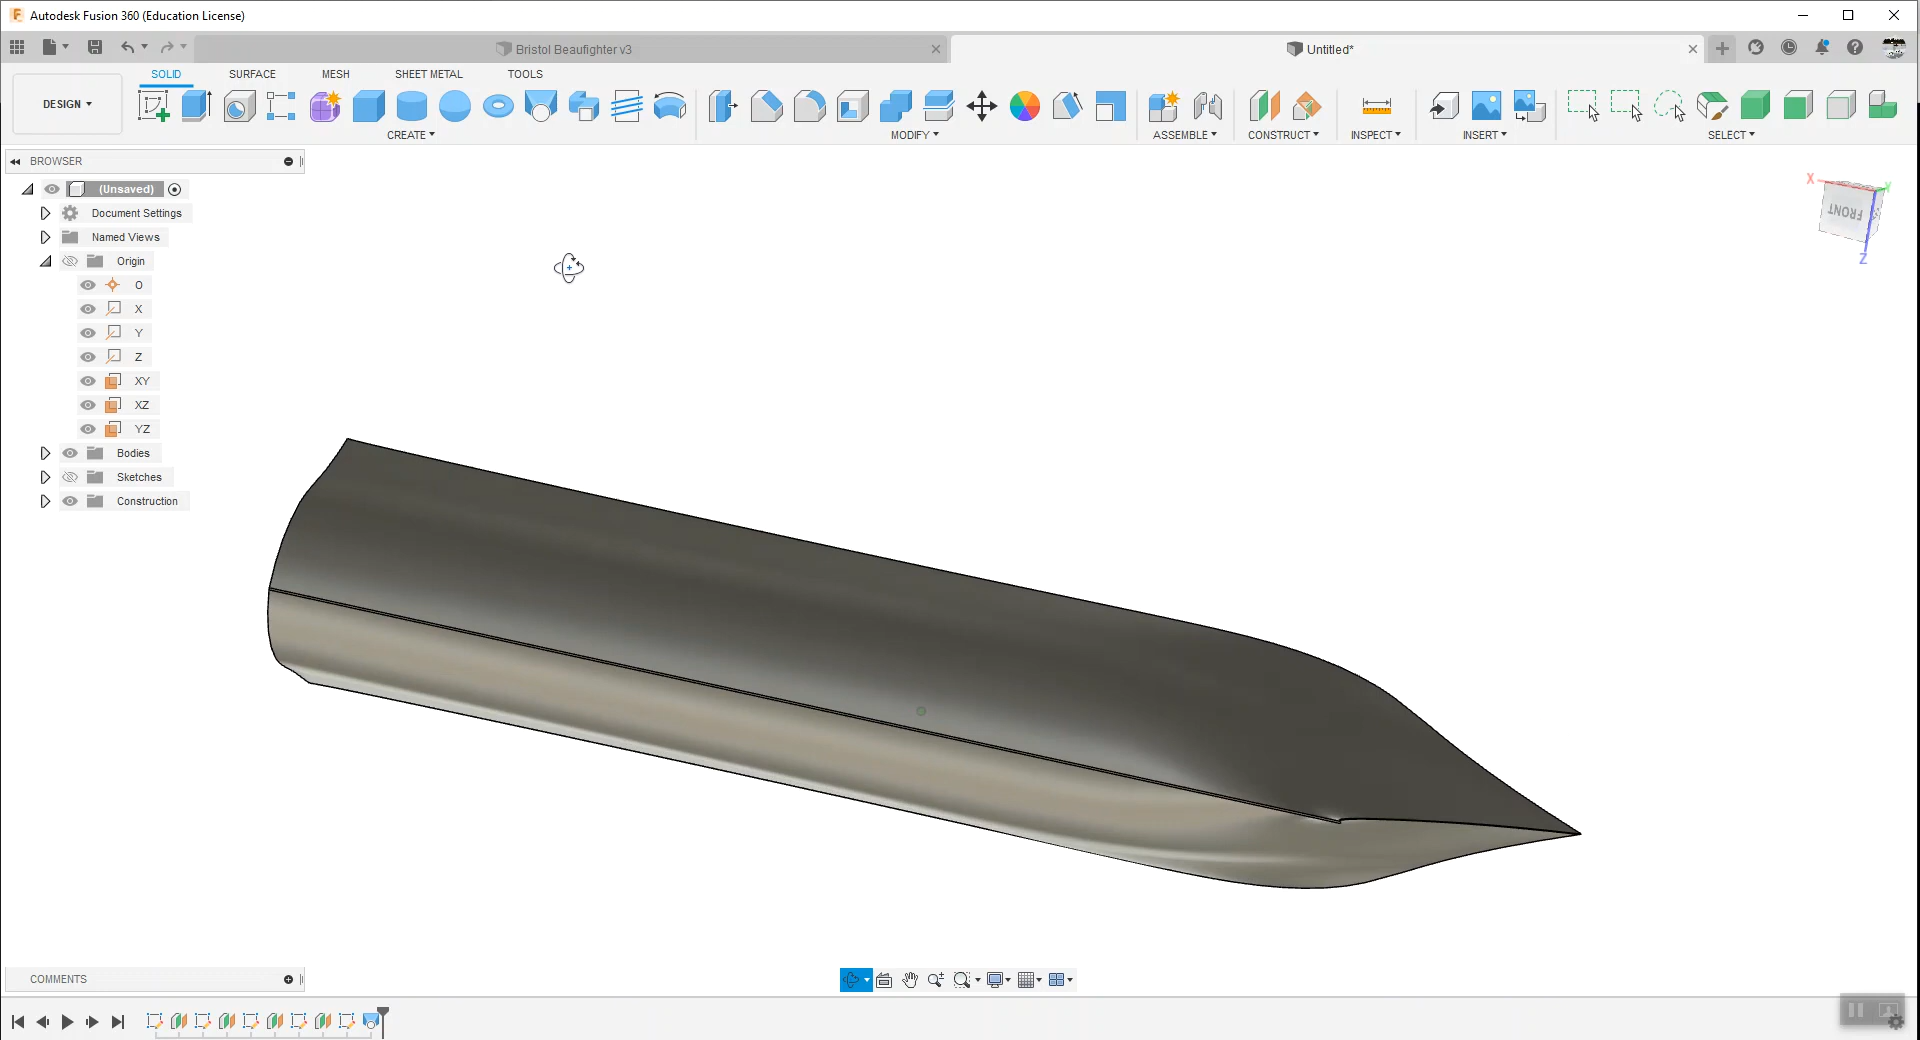 Autodesk Fusion 360 (Education License)
Bristol Beaufighter v3
Untitled*
SOLID SURFACE MESH SHEET METAL TOOLS
DESIGN
CREATE MODIFY ASSEMBLE CONSTRUCT INSPECT INSERT SELECT
BROWSER
(Unsaved)
Document Settings
Named Views
Origin
O
X
Y
Z
XY
XZ
YZ
Bodies
Sketches
Construction
X
Y
FRONT
Z
COMMENTS